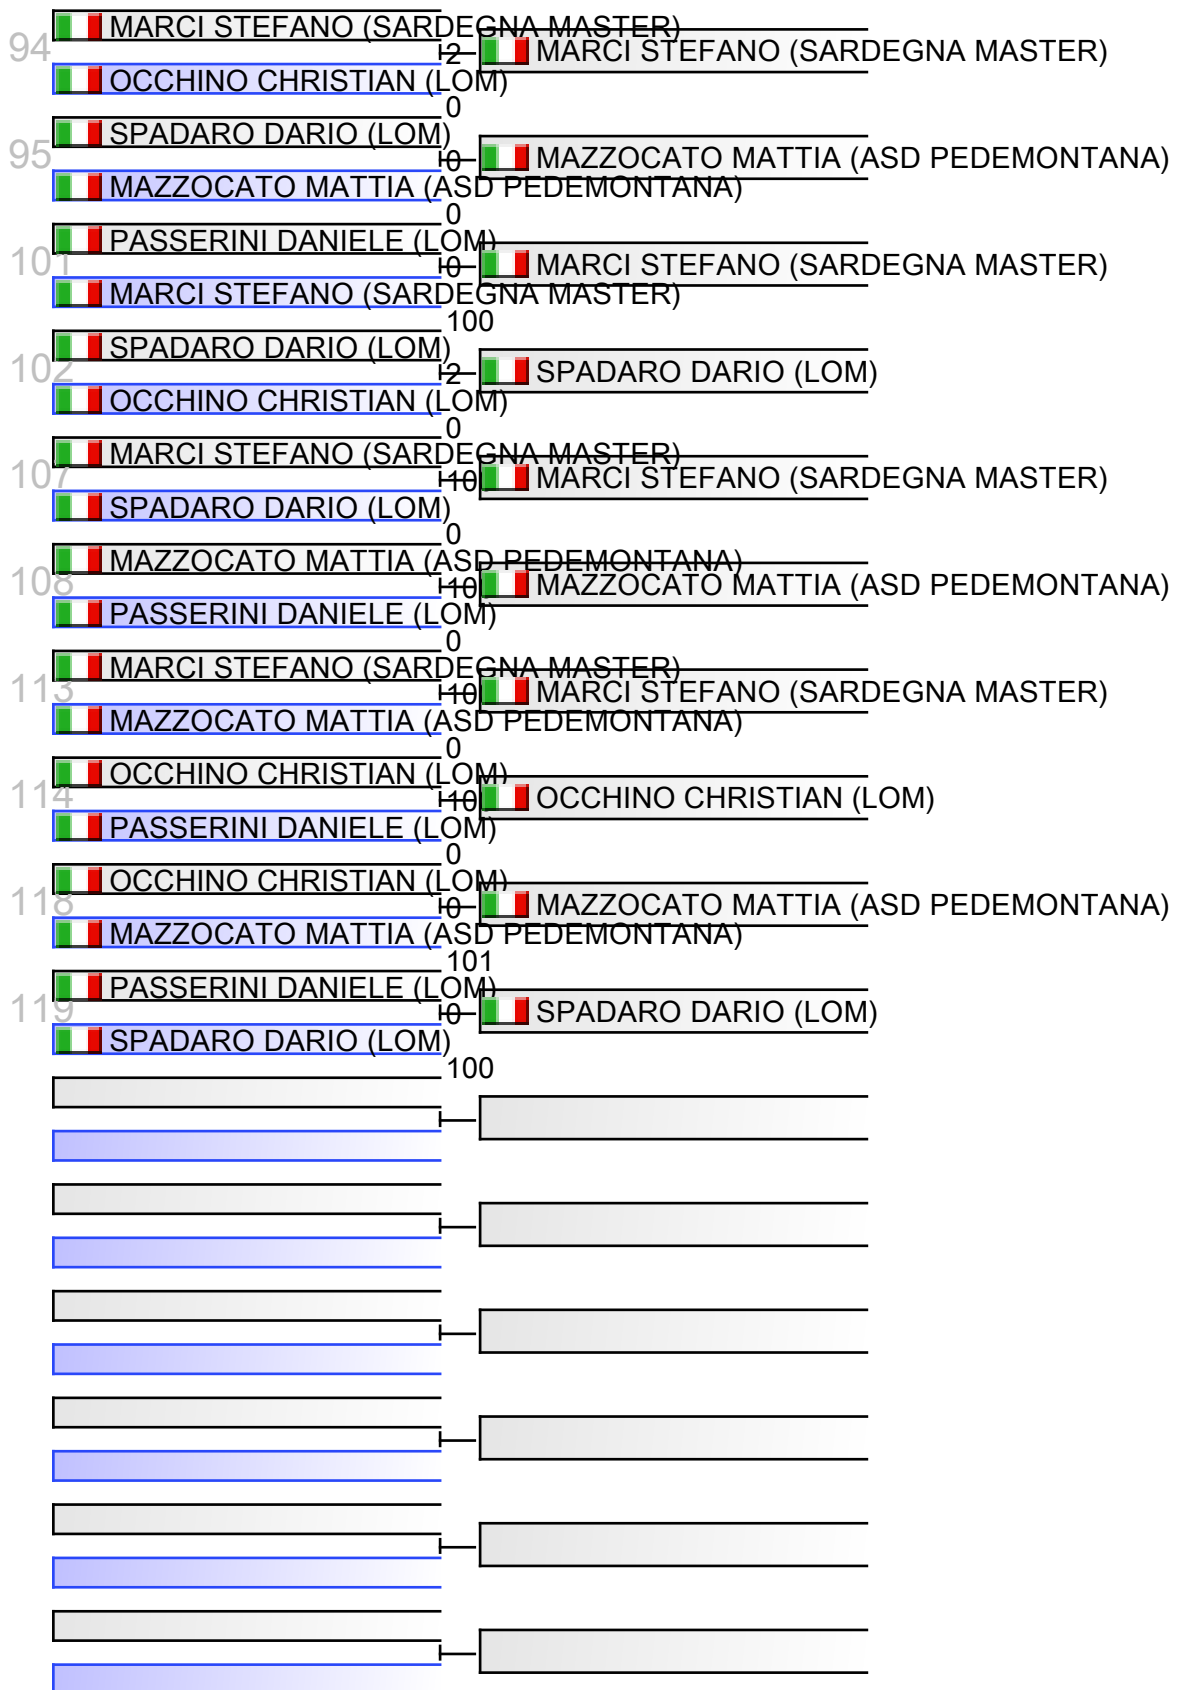 MARCI STEFANO (SARDEGNA MASTER)
94
2
MARCI STEFANO (SARDEGNA MASTER)
OCCHINO CHRISTIAN (LOM)
0
SPADARO DARIO (LOM)
95
0
MAZZOCATO MATTIA (ASD PEDEMONTANA)
MAZZOCATO MATTIA (ASD PEDEMONTANA)
0
PASSERINI DANIELE (LOM)
101
0
MARCI STEFANO (SARDEGNA MASTER)
MARCI STEFANO (SARDEGNA MASTER)
100
SPADARO DARIO (LOM)
102
2
SPADARO DARIO (LOM)
OCCHINO CHRISTIAN (LOM)
0
MARCI STEFANO (SARDEGNA MASTER)
107
10
MARCI STEFANO (SARDEGNA MASTER)
SPADARO DARIO (LOM)
0
MAZZOCATO MATTIA (ASD PEDEMONTANA)
108
10
MAZZOCATO MATTIA (ASD PEDEMONTANA)
PASSERINI DANIELE (LOM)
0
MARCI STEFANO (SARDEGNA MASTER)
113
10
MARCI STEFANO (SARDEGNA MASTER)
MAZZOCATO MATTIA (ASD PEDEMONTANA)
0
OCCHINO CHRISTIAN (LOM)
114
10
OCCHINO CHRISTIAN (LOM)
PASSERINI DANIELE (LOM)
0
OCCHINO CHRISTIAN (LOM)
118
0
MAZZOCATO MATTIA (ASD PEDEMONTANA)
MAZZOCATO MATTIA (ASD PEDEMONTANA)
101
PASSERINI DANIELE (LOM)
119
0
SPADARO DARIO (LOM)
SPADARO DARIO (LOM)
100